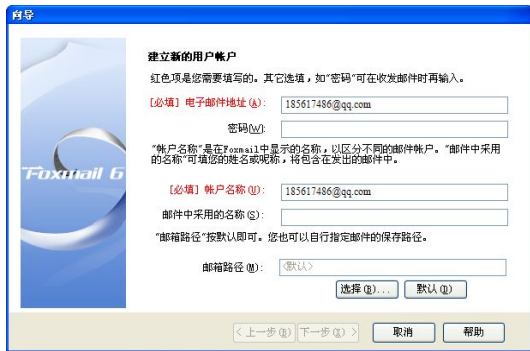 向导
建立新的用户帐户
红色项是您需要填写的。其它选填，如"密码"可在收发邮件时再输入。
[必填] 电子邮件地址(A): 185617486@qq.com
密码(W):
"帐户名称"是在Foxmail中显示的名称，以区分不同的邮件帐户。"邮件中采用
的名称"可填您的姓名或昵称，将包含在发出的邮件中。
Foxmail 6
[必填] 帐户名称(U): 185617486@qq.com
邮件中采用的名称(S):
"邮箱路径"按默认即可。您也可以自行指定邮件的保存路径。
邮箱路径(M): <默认>
选择(B)... 默认(D)
<上一步(B) 下一步(X)> 取消 帮助